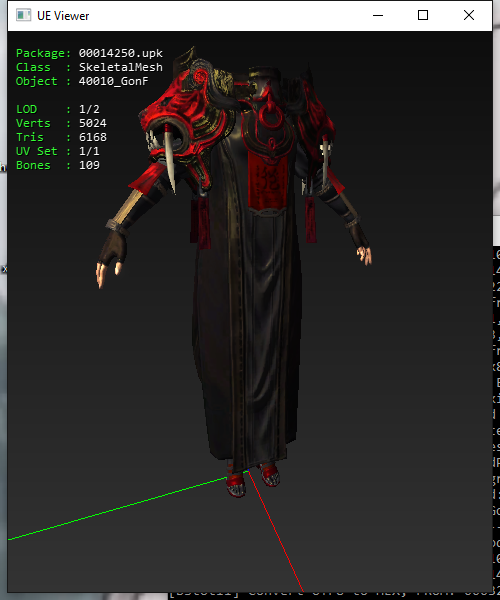 UE Viewer
Package: 00014250.upk
Class : SkeletalMesh
Object : 40010_GonF
LOD : 1/2
Verts : 5024
Tris : 6168
UV Set : 1/1
Bones : 109